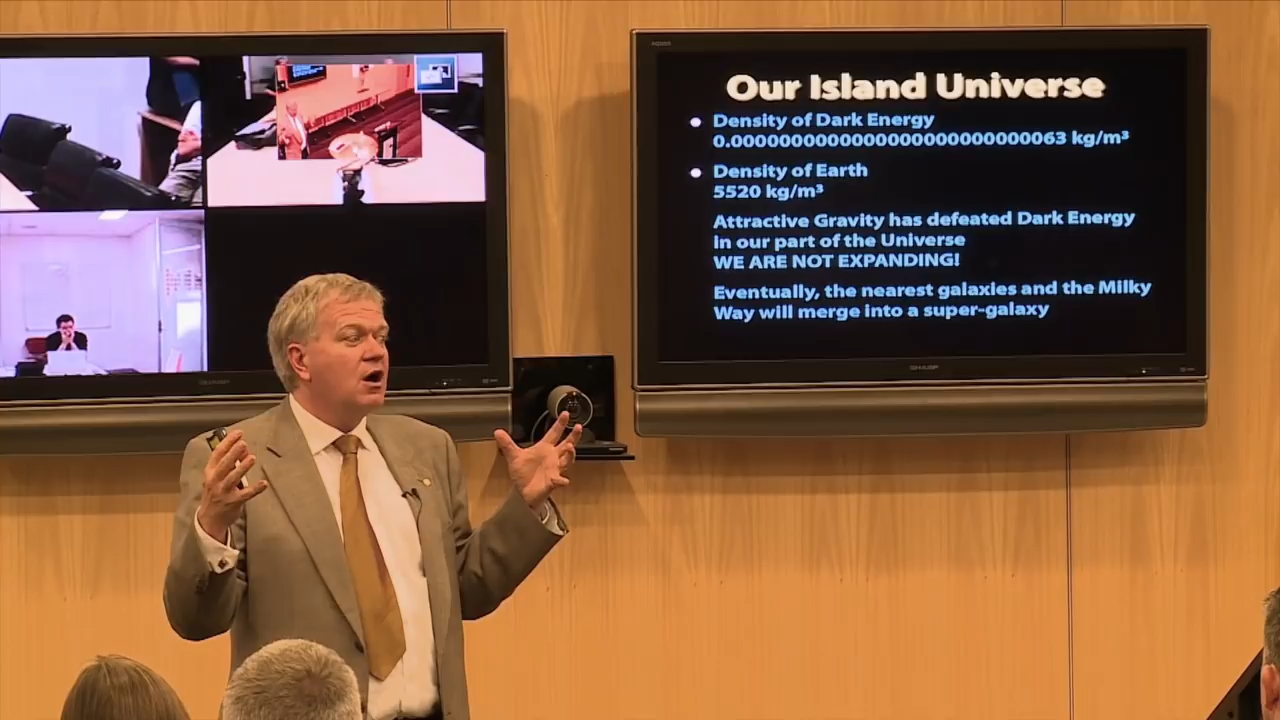 Our Island Universe
Density of Dark Energy
0.0000000000000000000000000063 kg/m³
Density of Earth
5520 kg/m³
Attractive Gravity has defeated Dark Energy
in our part of the Universe
WE ARE NOT EXPANDING!
Eventually, the nearest galaxies and the Milky
Way will merge into a super-galaxy
SHARP